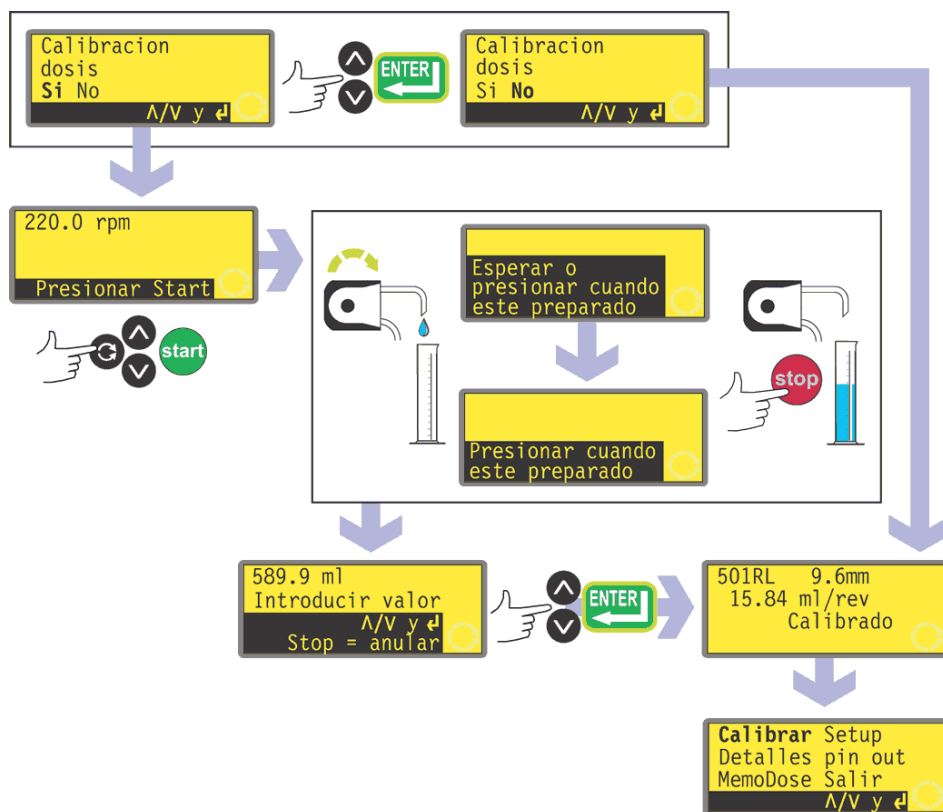 Calibracion
dosis
Si No
Λ/V y ↲
ENTER
Calibracion
dosis
Si No
Λ/V y ↲
220.0 rpm
Presionar Start
start
Esperar o
presionar cuando
este preparado
Presionar cuando
este preparado
stop
589.9 ml
Introducir valor
Λ/V y ↲
Stop = anular
ENTER
501RL 9.6mm
15.84 ml/rev
Calibrado
Calibrar Setup
Detalles pin out
MemoDose Salir
Λ/V y ↲